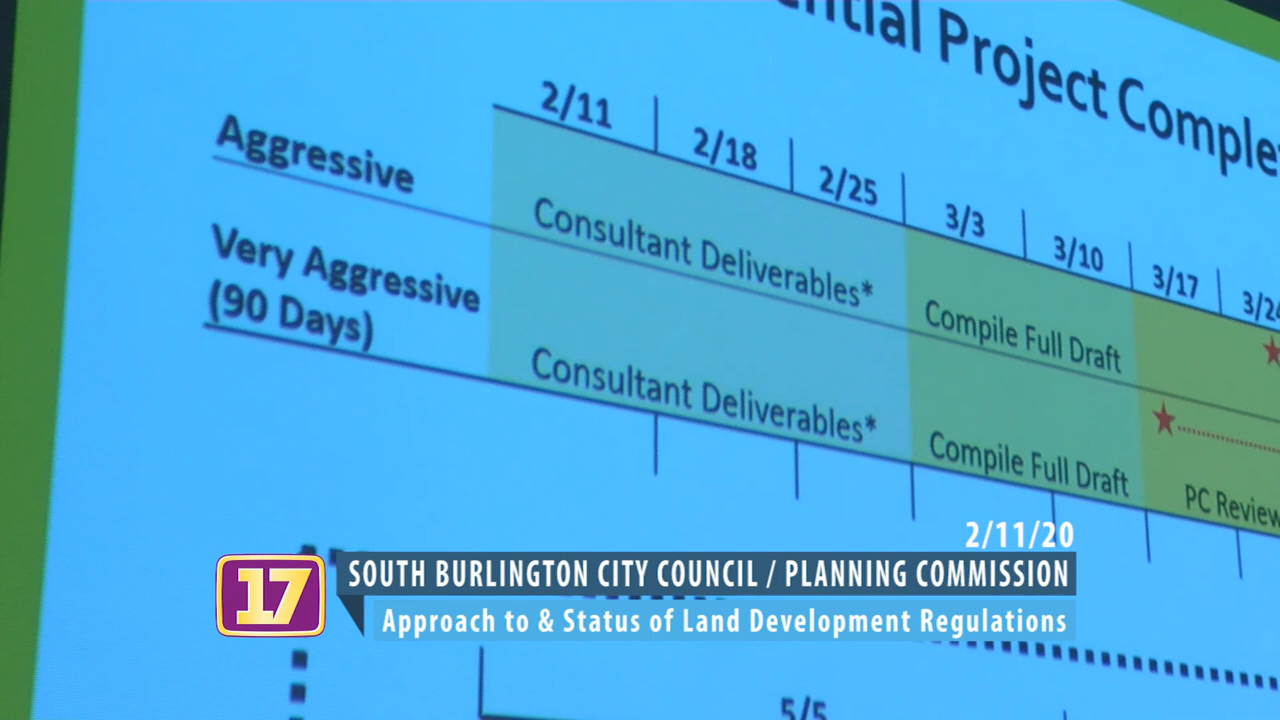 Project
2/11
2/18
2/25
3/3
3/10
3/17
Aggressive
Consultant Deliverables*
Compile Full Draft
Very Aggressive
(90 Days)
Consultant Deliverables*
Compile Full Draft
PC Review
2/11/20
17
SOUTH BURLINGTON CITY COUNCIL / PLANNING COMMISSION
Approach to & Status of Land Development Regulations
5/5